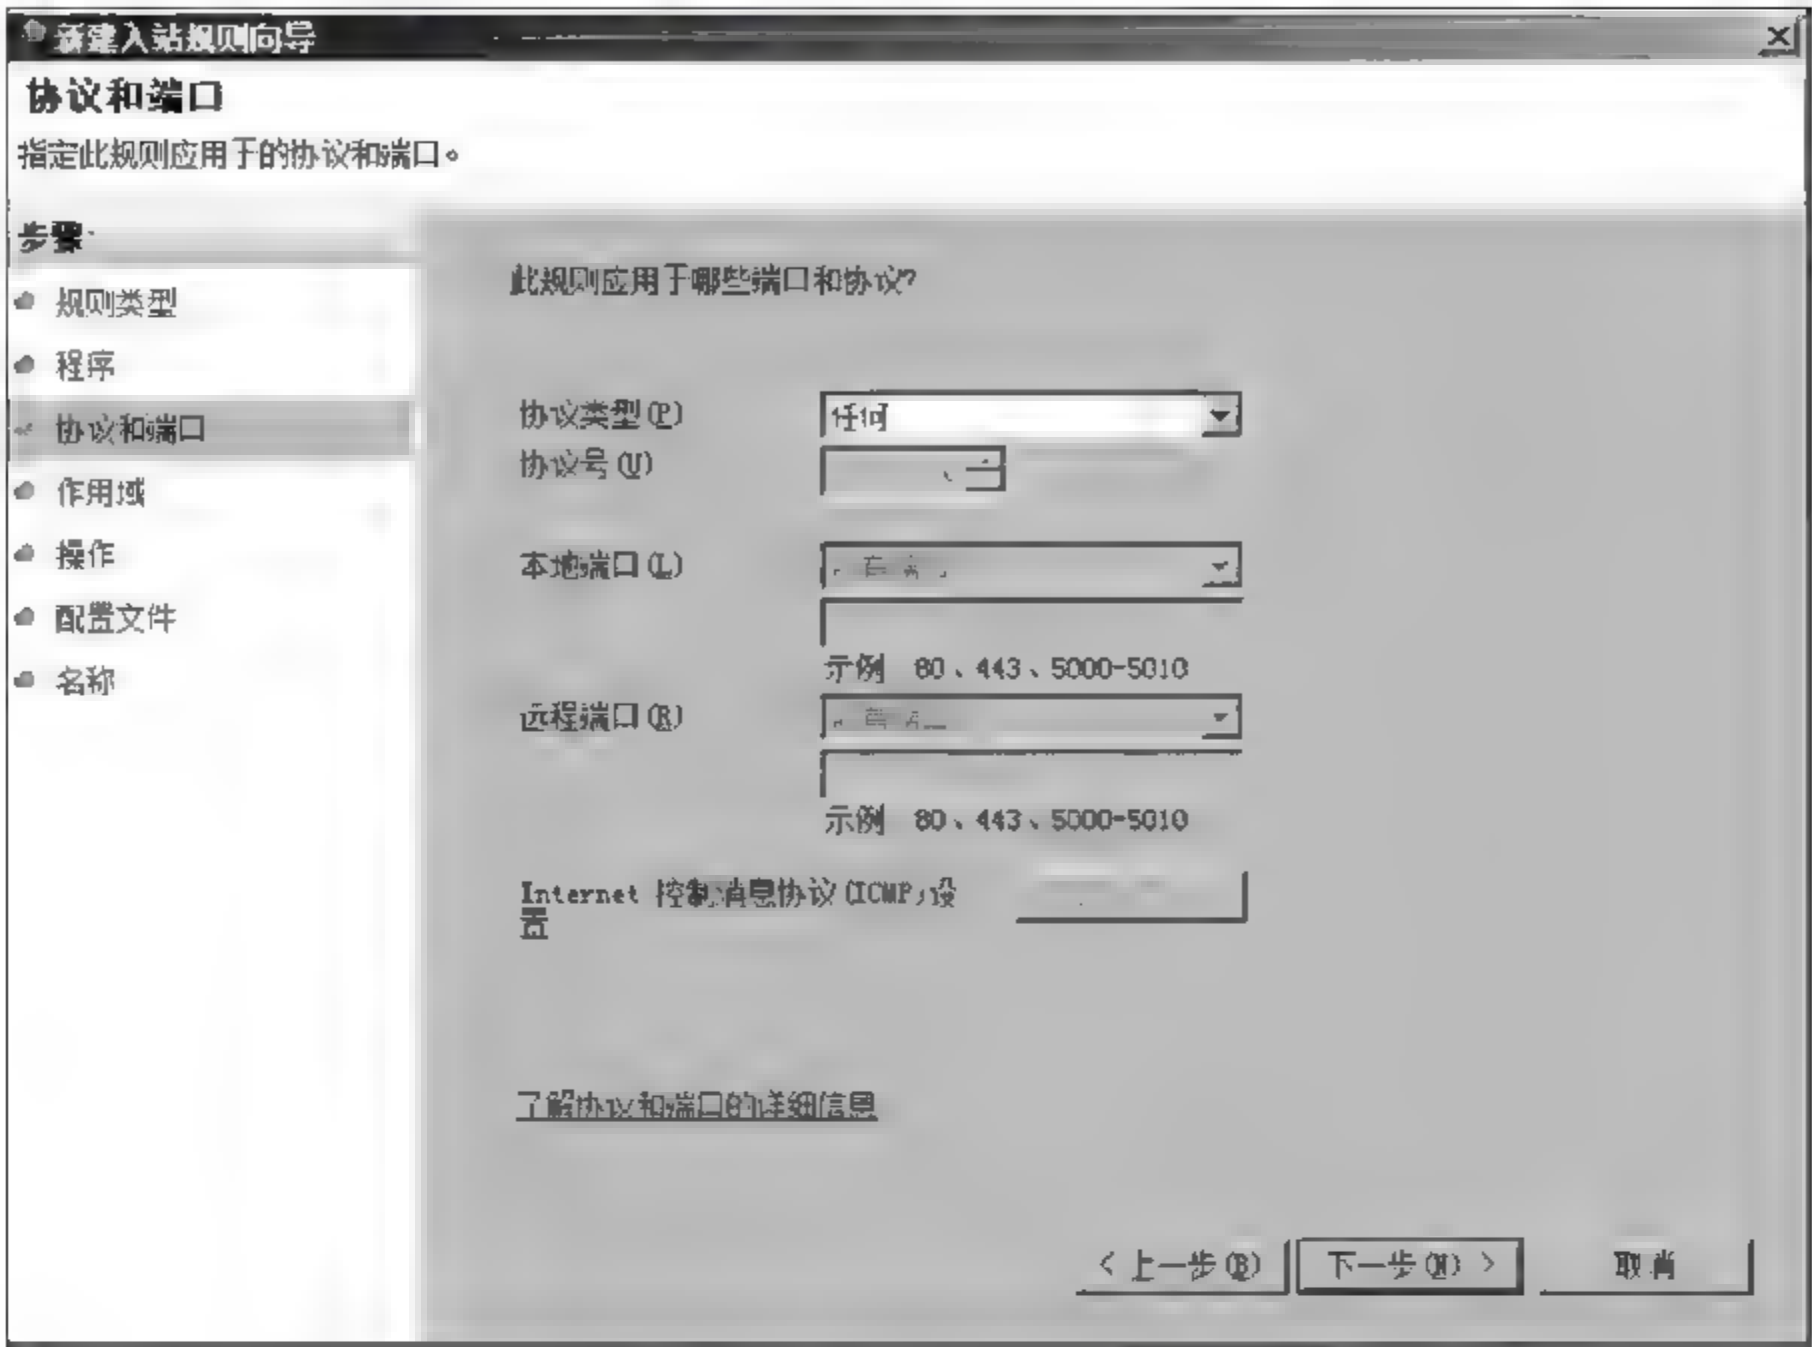 新建入站规则向导
协议和端口
指定此规则应用于的协议和端口。
步骤
规则类型
程序
协议和端口
作用域
操作
配置文件
名称
此规则应用于哪些端口和协议?
协议类型(P) 任何
协议号(U)
本地端口(L)
示例 80、443、5000-5010
远程端口(R)
示例 80、443、5000-5010
Internet 控制消息协议(ICMP)设
置
了解协议和端口的详细信息
< 上一步(B) 下一步(N) > 取消